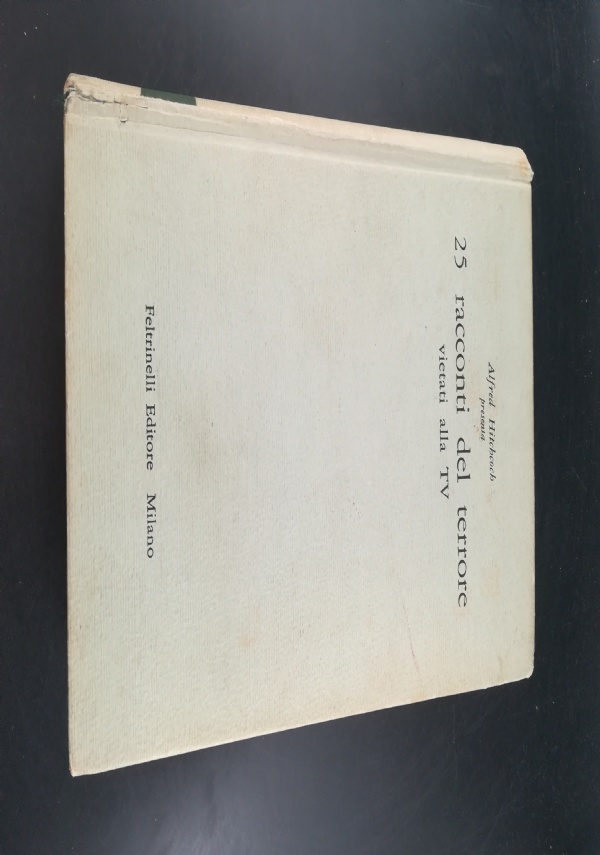 Alfred Hitchcock
presenta
25 racconti del terrore
vietati alla TV
Feltrinelli Editore Milano